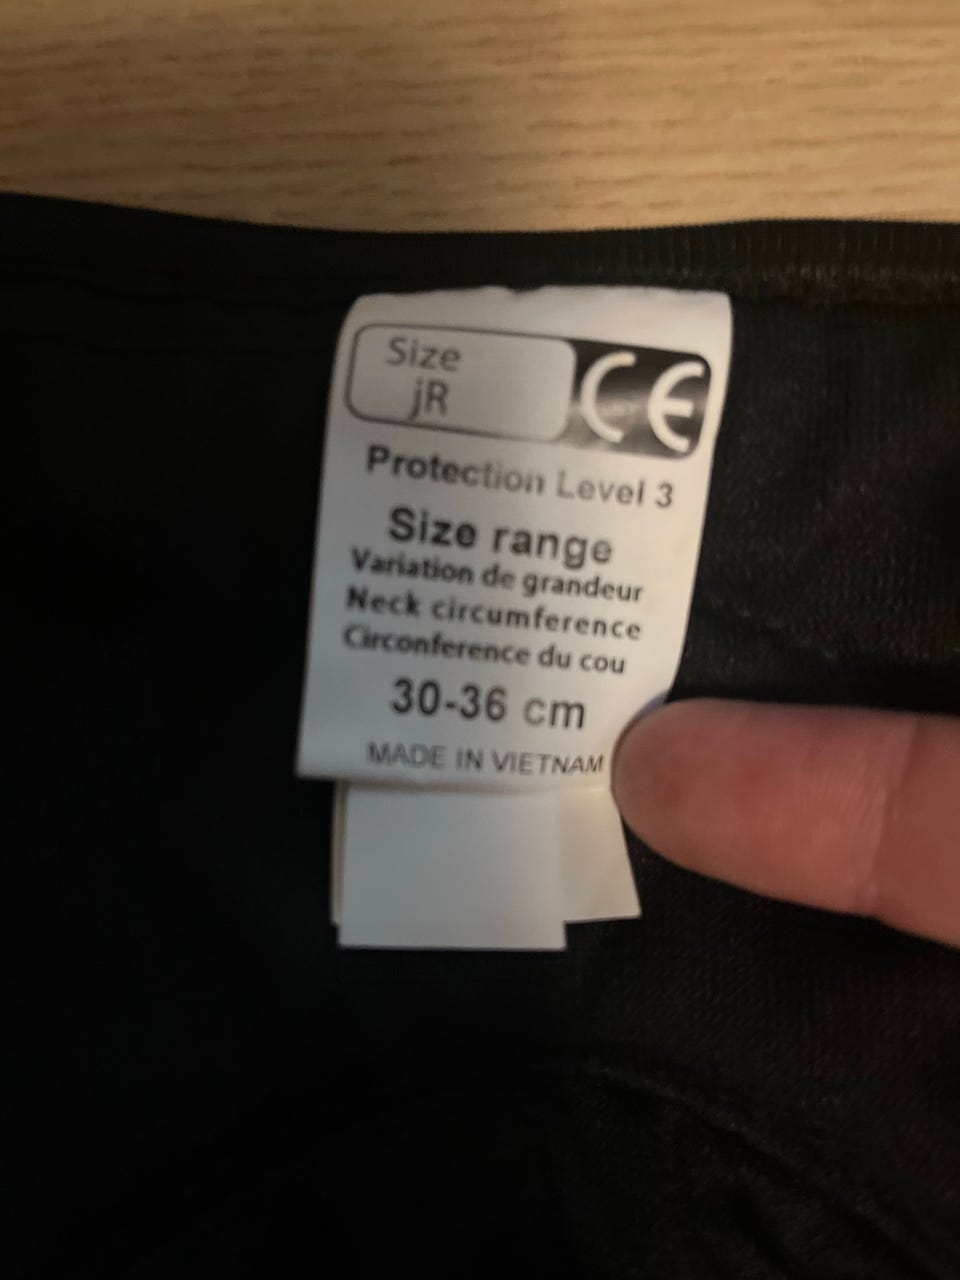 Size
jR
CE
Protection Level 3
Size range
Variation de grandeur
Neck circumference
Circonference du cou
30-36 cm
MADE IN VIETNAM